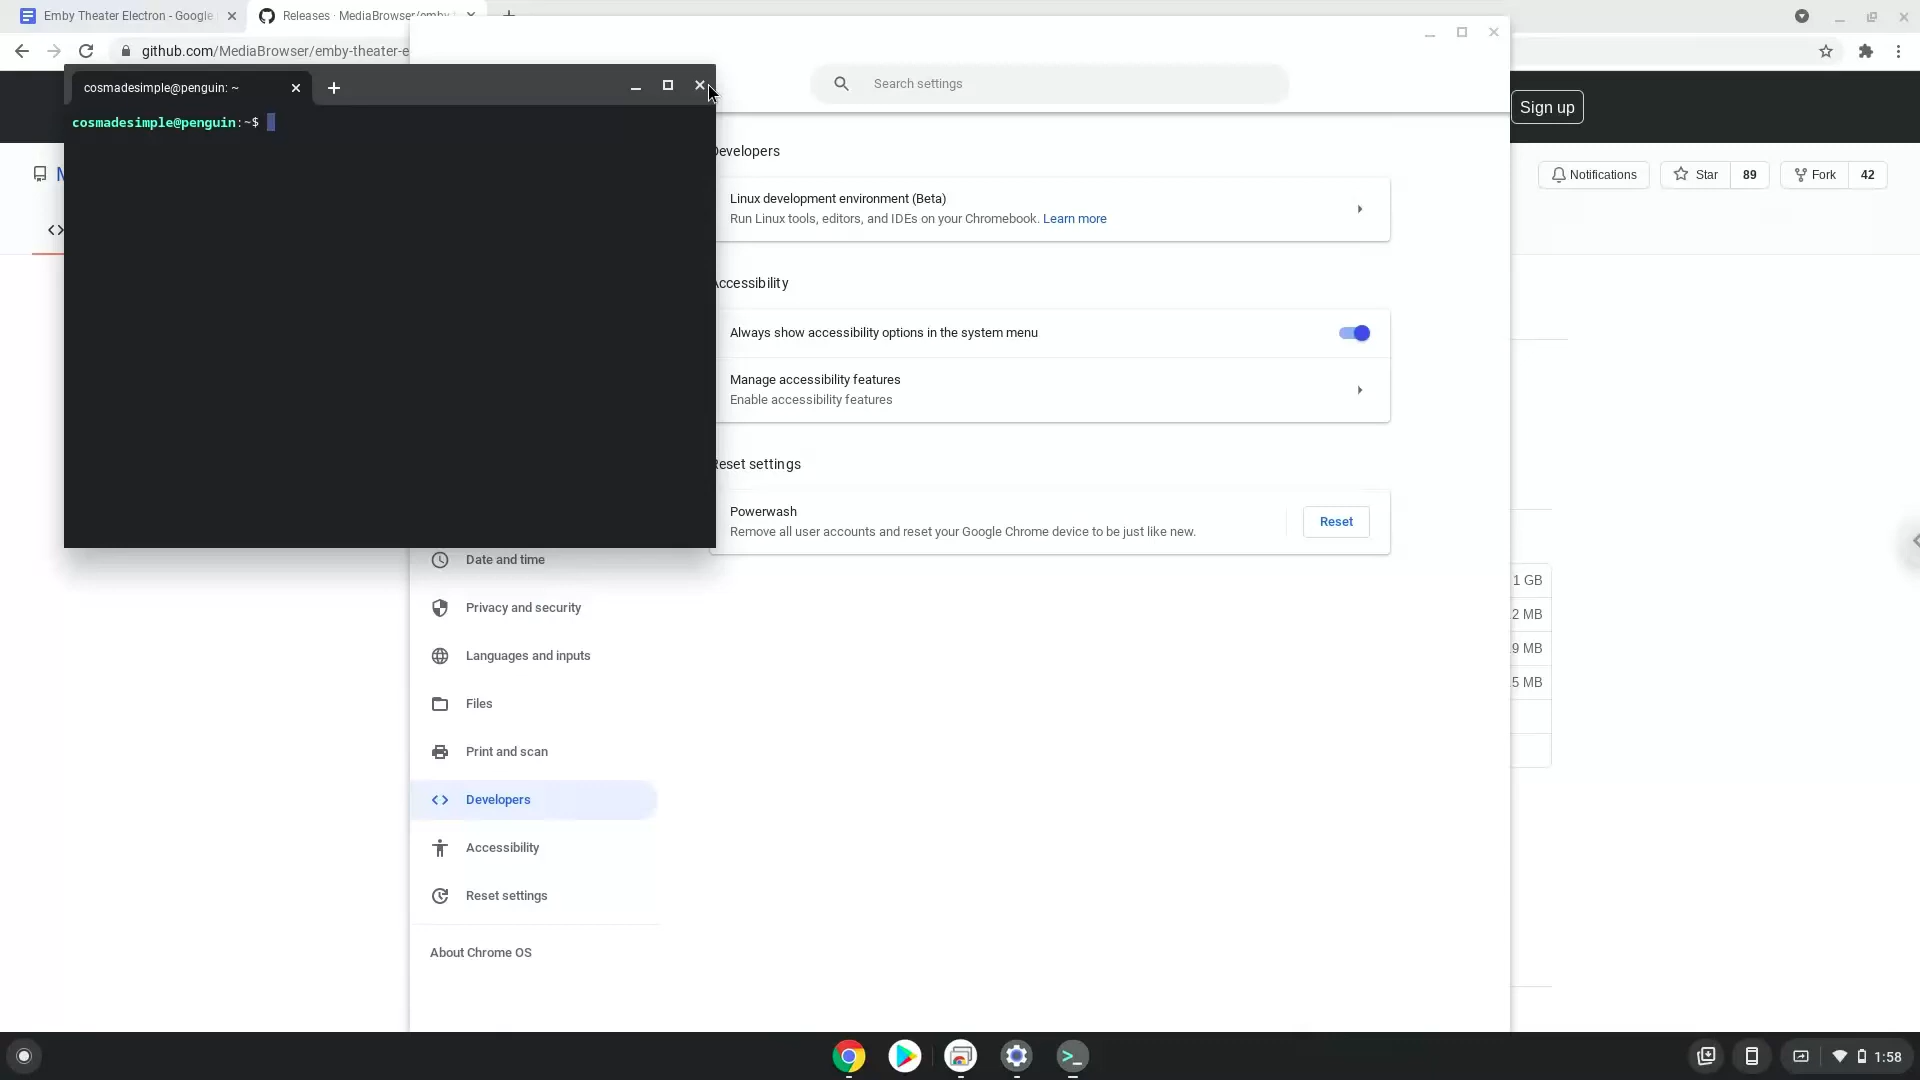 Emby Theater Electron - Google
Releases · MediaBrowser/emby-
github.com/MediaBrowser/emby-theater-e
cosmadesimple@penguin: ~
cosmadesimple@penguin:~$
Search settings
Sign up
Notifications
Star
89
Fork
42
Developers
Linux development environment (Beta)
Run Linux tools, editors, and IDEs on your Chromebook. Learn more
Accessibility
Always show accessibility options in the system menu
Manage accessibility features
Enable accessibility features
Reset settings
Powerwash
Remove all user accounts and reset your Google Chrome device to be just like new.
Reset
Date and time
Privacy and security
Languages and inputs
Files
Print and scan
Developers
Accessibility
Reset settings
About Chrome OS
1 GB
2 MB
9 MB
5 MB
1:58